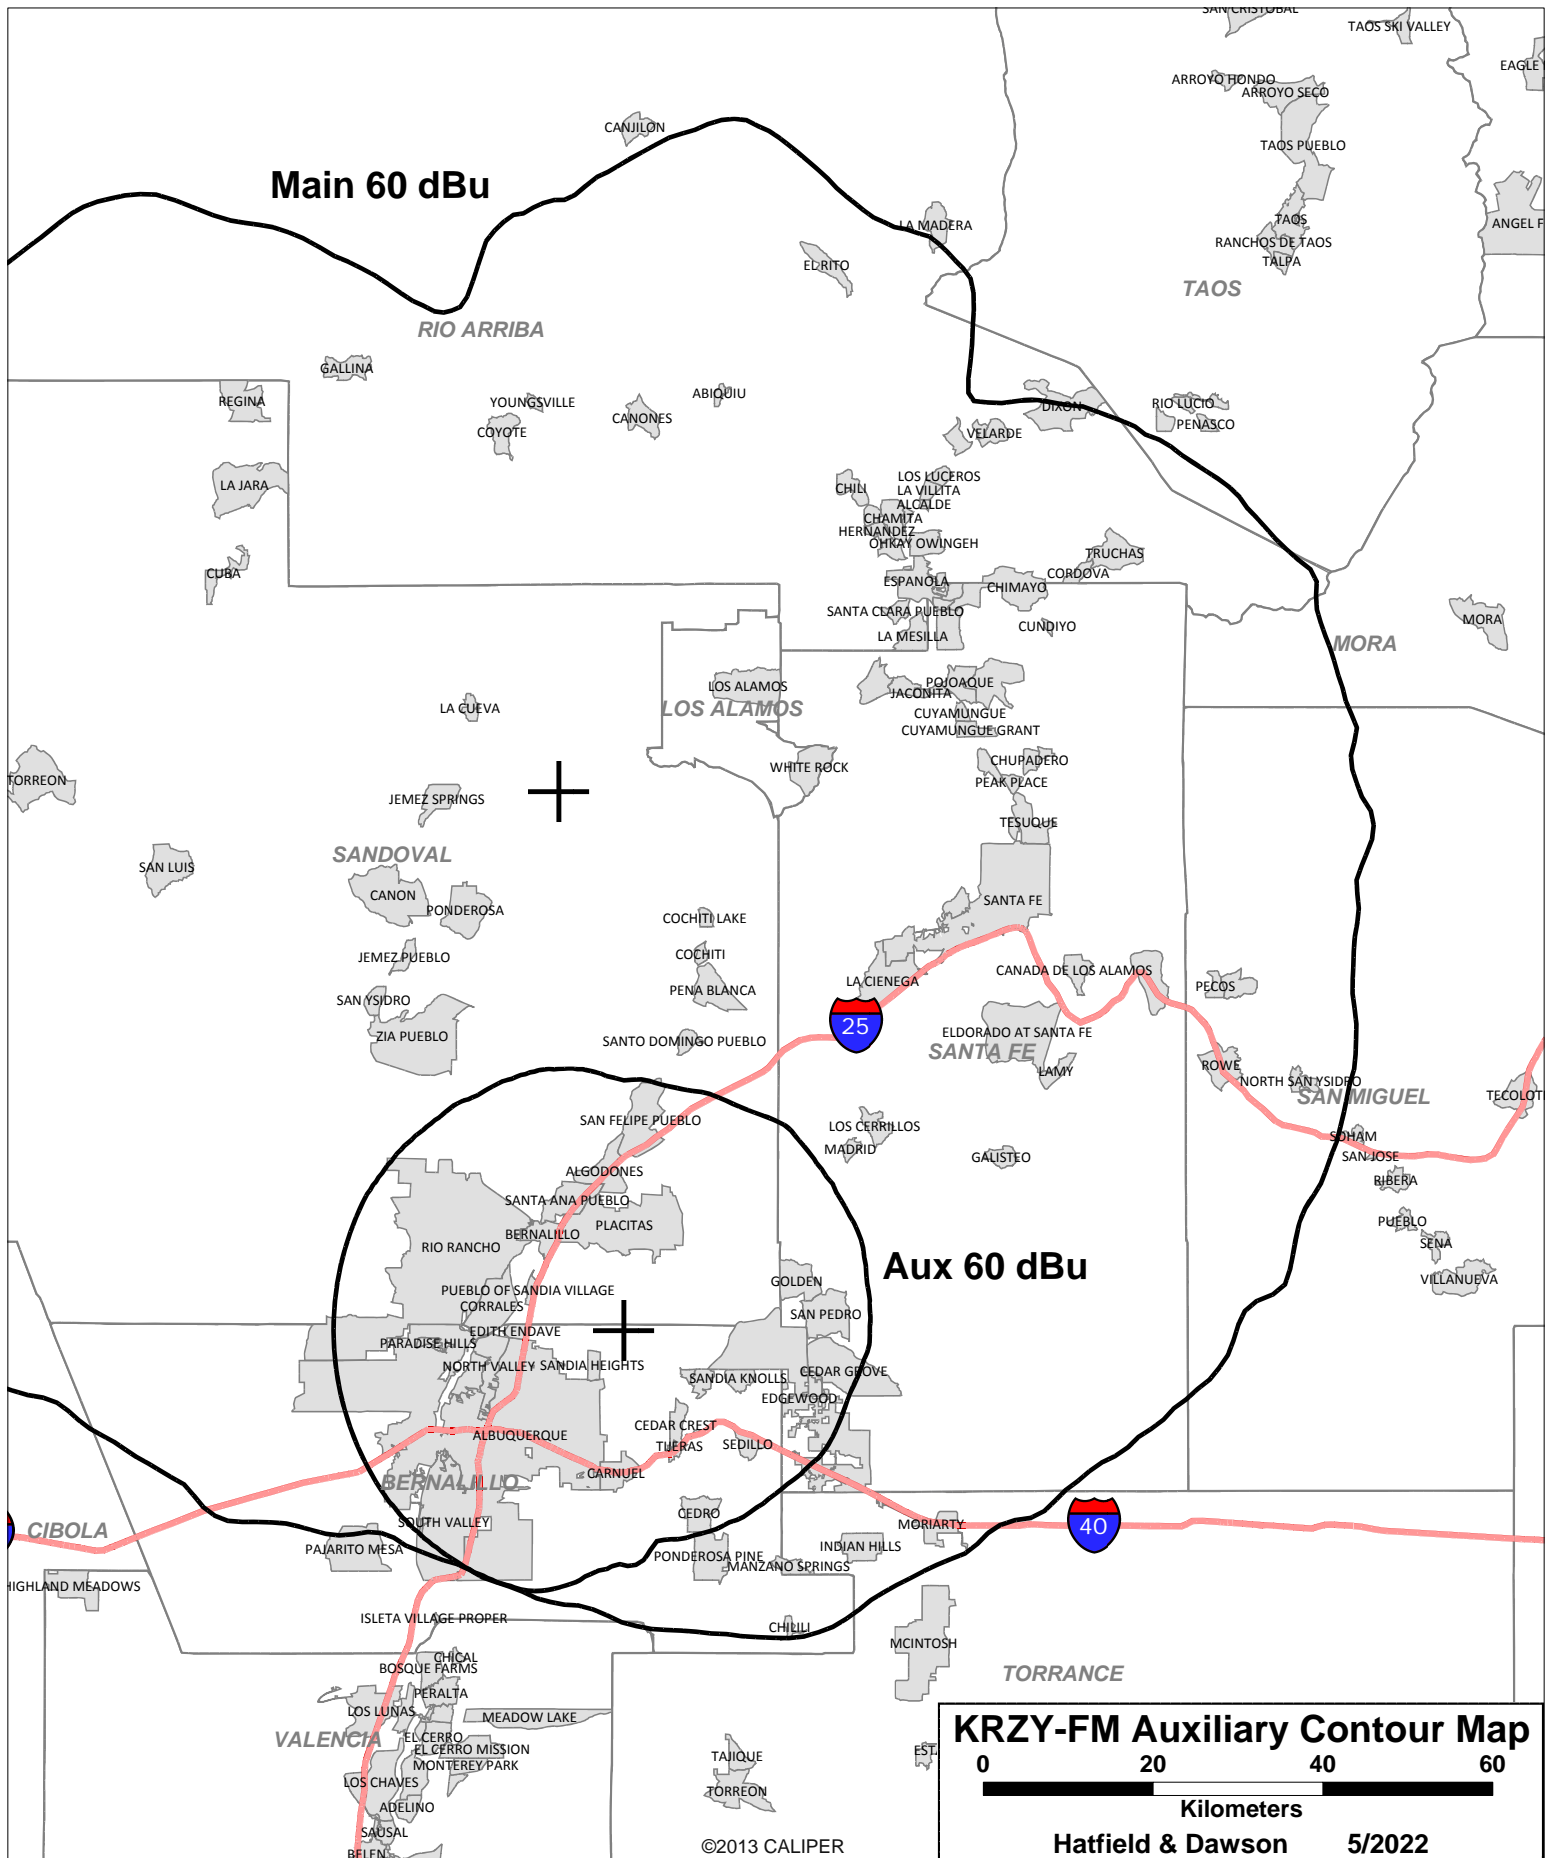 SAN CRISTOBAL
TAOS SKI VALLEY
EAGLE
ARROYO HONDO
ARROYO SECO
CANJILON
TAOS PUEBLO
Main 60 dBu
LA MADERA
TAOS
ANGEL F
RANCHOS DE TAOS
TALPA
EL RITO
TAOS
RIO ARRIBA
GALLINA
REGINA
YOUNGSVILLE
ABIQUIU
CANONES
COYOTE
DIXON
RIO LUCIO
PENASCO
VELARDE
LA JARA
CHILI
LOS LUCEROS
LA VILLITA
ALCALDE
CHAMITA
HERNANDEZ
OHKAY OWINGEH
TRUCHAS
CORDOVA
CUBA
ESPANOLA
CHIMAYO
SANTA CLARA PUEBLO
CUNDIYO
LA MESILLA
MORA
MORA
LOS ALAMOS
POJOAQUE
JACONITA
LA CUEVA
LOS ALAMOS
CUYAMUNGUE
CUYAMUNGUE GRANT
CHUPADERO
WHITE ROCK
PEAK PLACE
TORREON
JEMEZ SPRINGS
TESUQUE
SANDOVAL
SAN LUIS
CANON
PONDEROSA
SANTA FE
COCHITI LAKE
COCHITI
JEMEZ PUEBLO
LA CIENEGA
CANADA DE LOS ALAMOS
PECOS
PENA BLANCA
SAN YSIDRO
25
ZIA PUEBLO
SANTO DOMINGO PUEBLO
ELDORADO AT SANTA FE
SANTA FE
LAMY
ROWE
NORTH SAN YSIDRO
SAN MIGUEL
TECOLOTE
SAN FELIPE PUEBLO
LOS CERRILLOS
MADRID
GALISTEO
SOHAM
SAN JOSE
RIBERA
ALGODONES
SANTA ANA PUEBLO
PLACITAS
BERNALILLO
RIO RANCHO
PUEBLO
SENA
VILLANUEVA
Aux 60 dBu
GOLDEN
PUEBLO OF SANDIA VILLAGE
CORRALES
SAN PEDRO
EDITH ENDAVE
PARADISE HILLS
NORTH VALLEY
SANDIA HEIGHTS
SANDIA KNOLLS
CEDAR GROVE
EDGEWOOD
CEDAR CREST
ALBUQUERQUE
TIJERAS
SEDILLO
CARNUEL
BERNALILLO
CEDRO
SOUTH VALLEY
MORIARTY
40
CIBOLA
PAJARITO MESA
INDIAN HILLS
PONDEROSA PINE
MANZANO SPRINGS
HIGHLAND MEADOWS
ISLETA VILLAGE PROPER
CHILILI
MCINTOSH
CHICAL
BOSQUE FARMS
TORRANCE
PERALTA
LOS LUNAS
MEADOW LAKE
VALENCIA
EL CERRO
EL CERRO MISSION
MONTEREY PARK
TAJIQUE
EST
LOS CHAVES
TORREON
ADELINO
SAUSAL
BELEN
©2013 CALIPER
KRZY-FM Auxiliary Contour Map
0 20 40 60
Kilometers
Hatfield & Dawson 5/2022